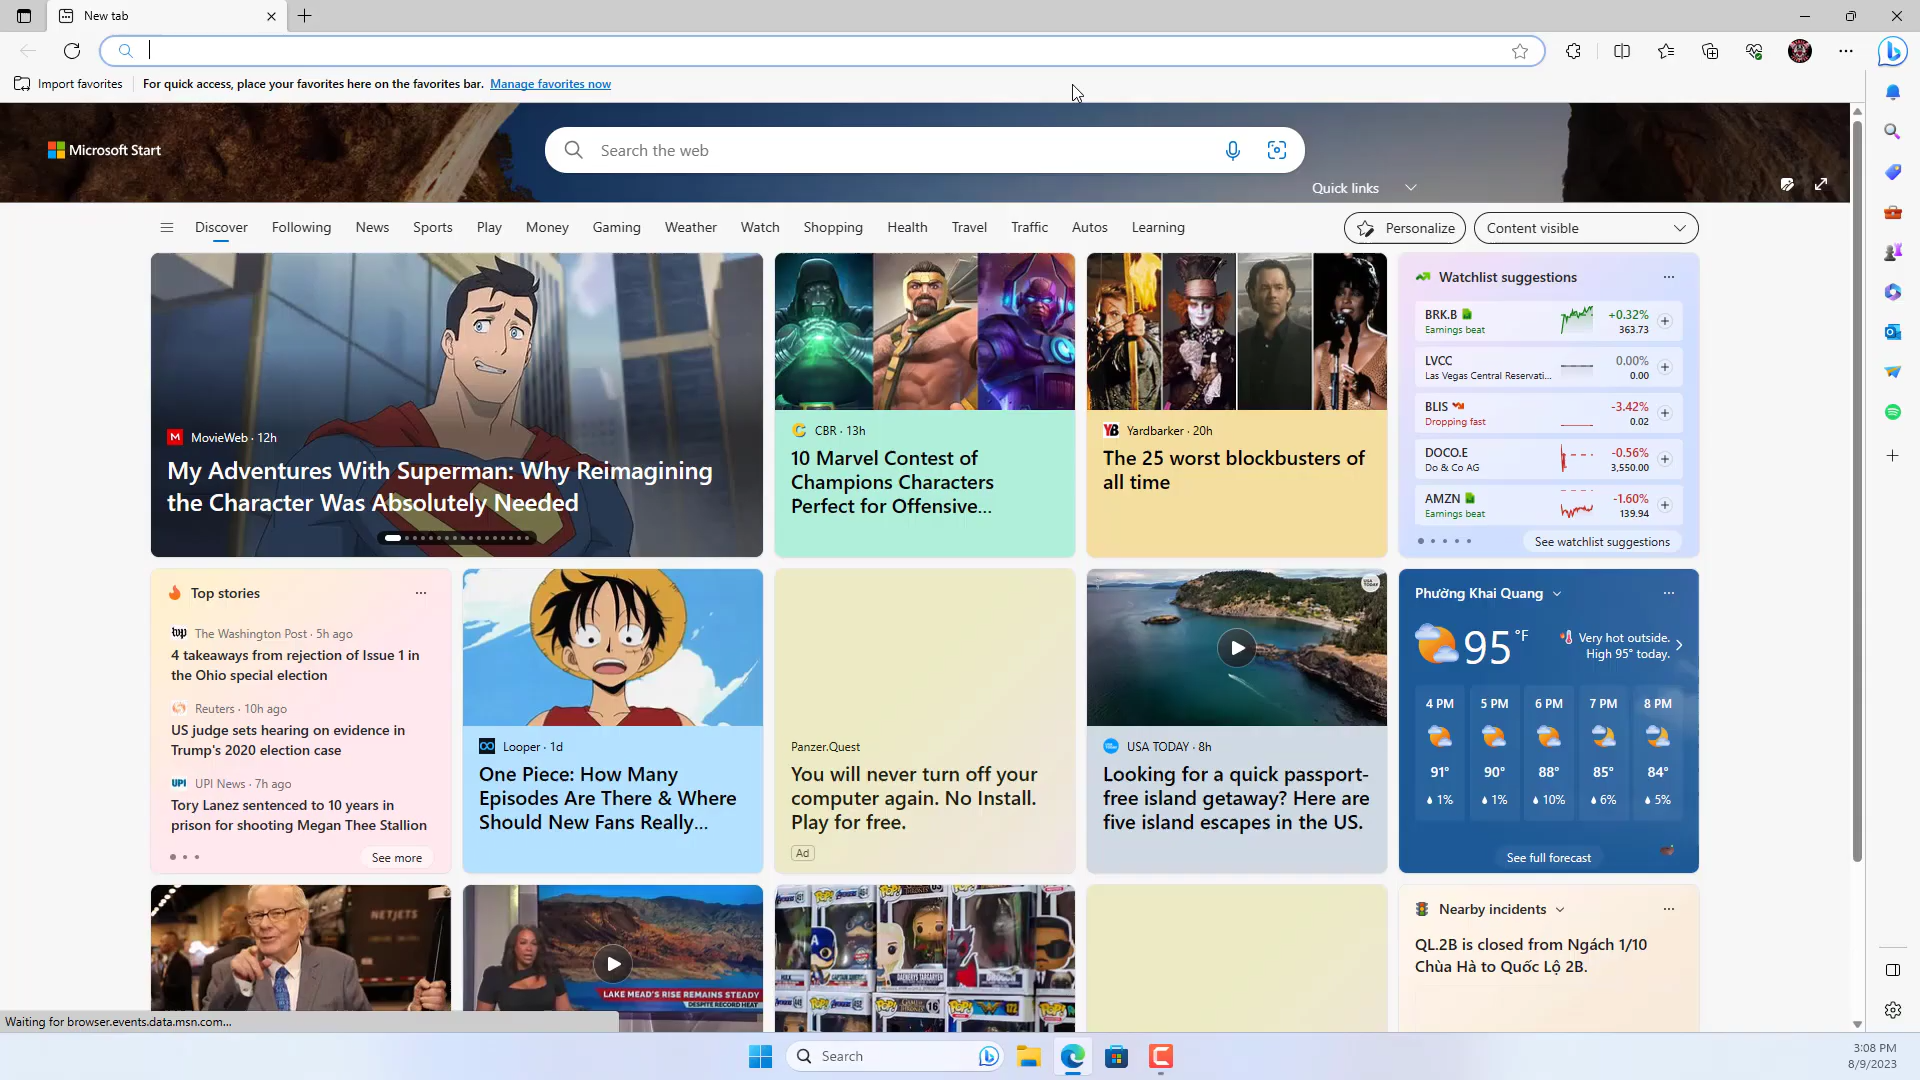 New tab
Import favorites
For quick access, place your favorites here on the favorites bar. Manage favorites now
Microsoft Start
Search the web
Quick links
Discover
Following
News
Sports
Play
Money
Gaming
Weather
Watch
Shopping
Health
Travel
Traffic
Autos
Learning
Personalize
Content visible
MovieWeb · 12h
My Adventures With Superman: Why Reimagining
the Character Was Absolutely Needed
CBR · 13h
10 Marvel Contest of
Champions Characters
Perfect for Offensive...
YB Yardbarker · 20h
The 25 worst blockbusters of
all time
Watchlist suggestions
BRK.B +0.32%
Earnings beat 363.73
LVCC 0.00%
Las Vegas Central Reservati... 0.00
BLIS -3.42%
Dropping fast 0.02
DOCO.E -0.56%
Do & Co AG 3,550.00
AMZN -1.60%
Earnings beat 139.94
See watchlist suggestions
Top stories
The Washington Post · 5h ago
4 takeaways from rejection of Issue 1 in
the Ohio special election
Reuters · 10h ago
US judge sets hearing on evidence in
Trump's 2020 election case
UPI UPI News · 7h ago
Tory Lanez sentenced to 10 years in
prison for shooting Megan Thee Stallion
See more
Looper · 1d
One Piece: How Many
Episodes Are There & Where
Should New Fans Really...
Panzer.Quest
You will never turn off your
computer again. No Install.
Play for free.
Ad
USA TODAY
USA TODAY · 8h
Looking for a quick passport-
free island getaway? Here are
five island escapes in the US.
Phường Khai Quang
95 °F
Very hot outside.
High 95° today.
4 PM 5 PM 6 PM 7 PM 8 PM
91° 90° 88° 85° 84°
1% 1% 10% 6% 5%
See full forecast
NETJETS
LAKE MEAD'S RISE REMAINS STEADY
DESPITE RECORD HEAT
Nearby incidents
QL.2B is closed from Ngách 1/10
Chùa Hà to Quốc Lộ 2B.
Waiting for browser.events.data.msn.com...
Search
3:08 PM
8/9/2023